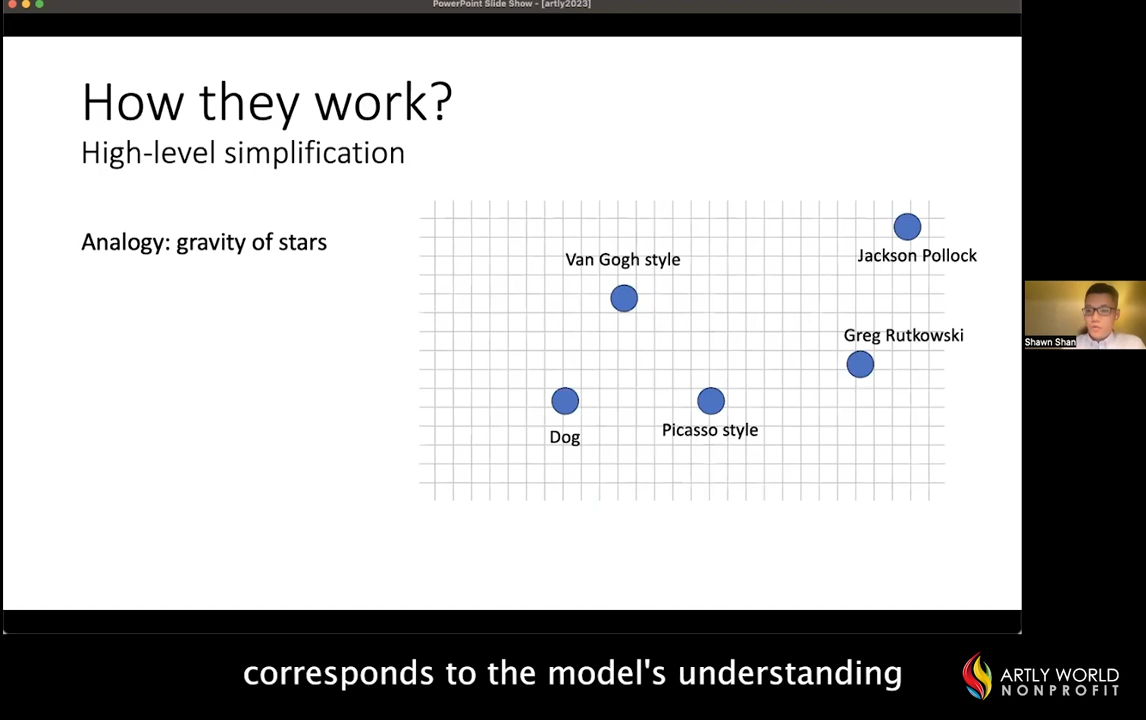 PowerPoint Slide Show - [artly2023]
How they work?
High-level simplification
Analogy: gravity of stars
Jackson Pollock
Van Gogh style
Greg Rutkowski
Dog
Picasso style
Shawn Shan
corresponds to the model's understanding
ARTLY WORLD
NONPROFIT